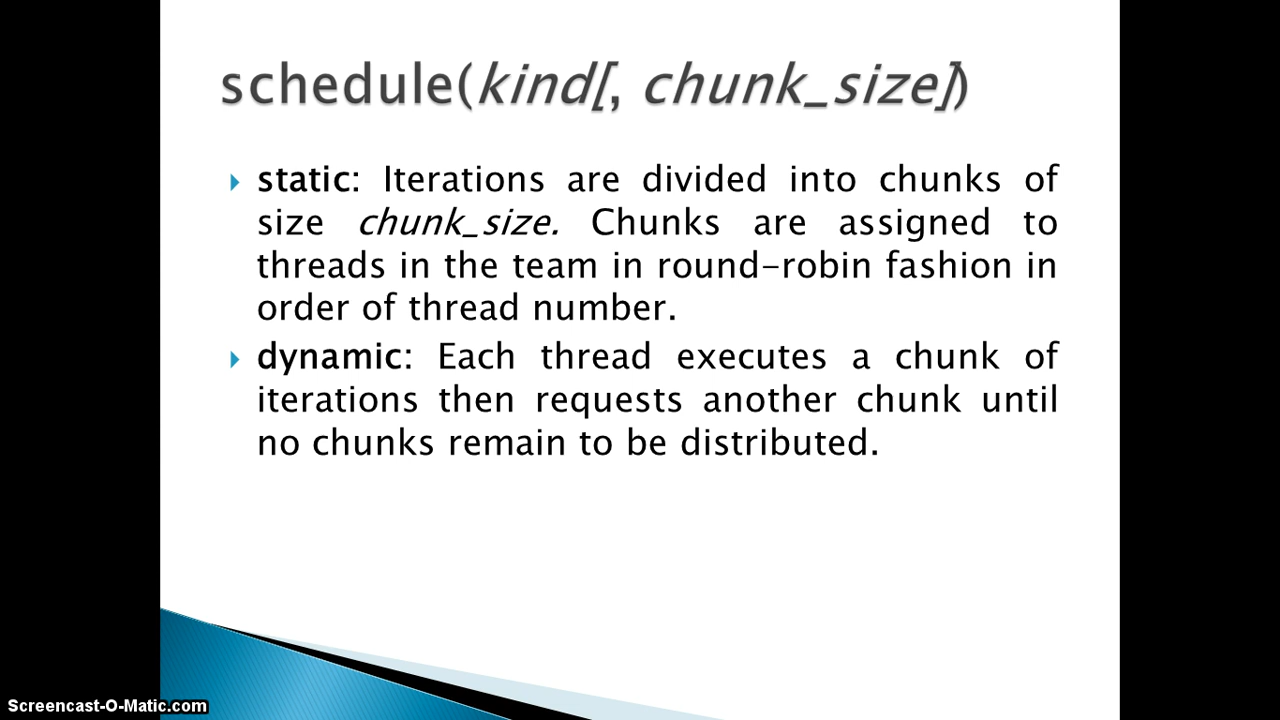 schedule(kind[, chunk_size])
static: Iterations are divided into chunks of
size chunk_size. Chunks are assigned to
threads in the team in round-robin fashion in
order of thread number.
dynamic: Each thread executes a chunk of
iterations then requests another chunk until
no chunks remain to be distributed.
Screencast-O-Matic.com